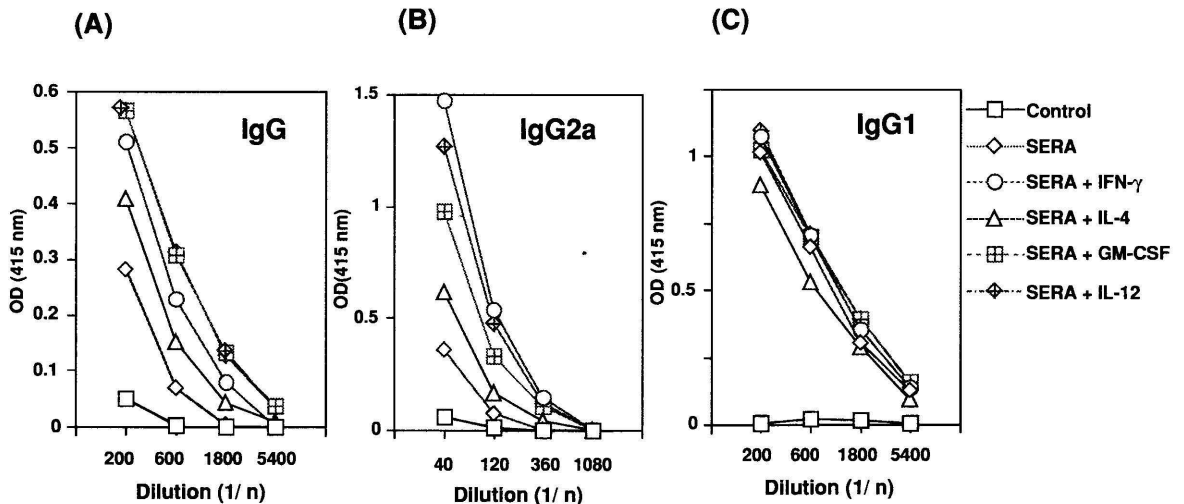 (A)
(B)
(C)
IgG
OD (415 nm)
0.6
0.5
0.4
0.3
0.2
0.1
0
200 600 1800 5400
Dilution (1/ n)
IgG2a
OD(415 nm)
1.5
1
0.5
0
40 120 360 1080
Dilution (1/ n)
IgG1
OD (415 nm)
1
0.5
0
200 600 1800 5400
Dilution (1/ n)
Control
SERA
SERA + IFN-γ
SERA + IL-4
SERA + GM-CSF
SERA + IL-12